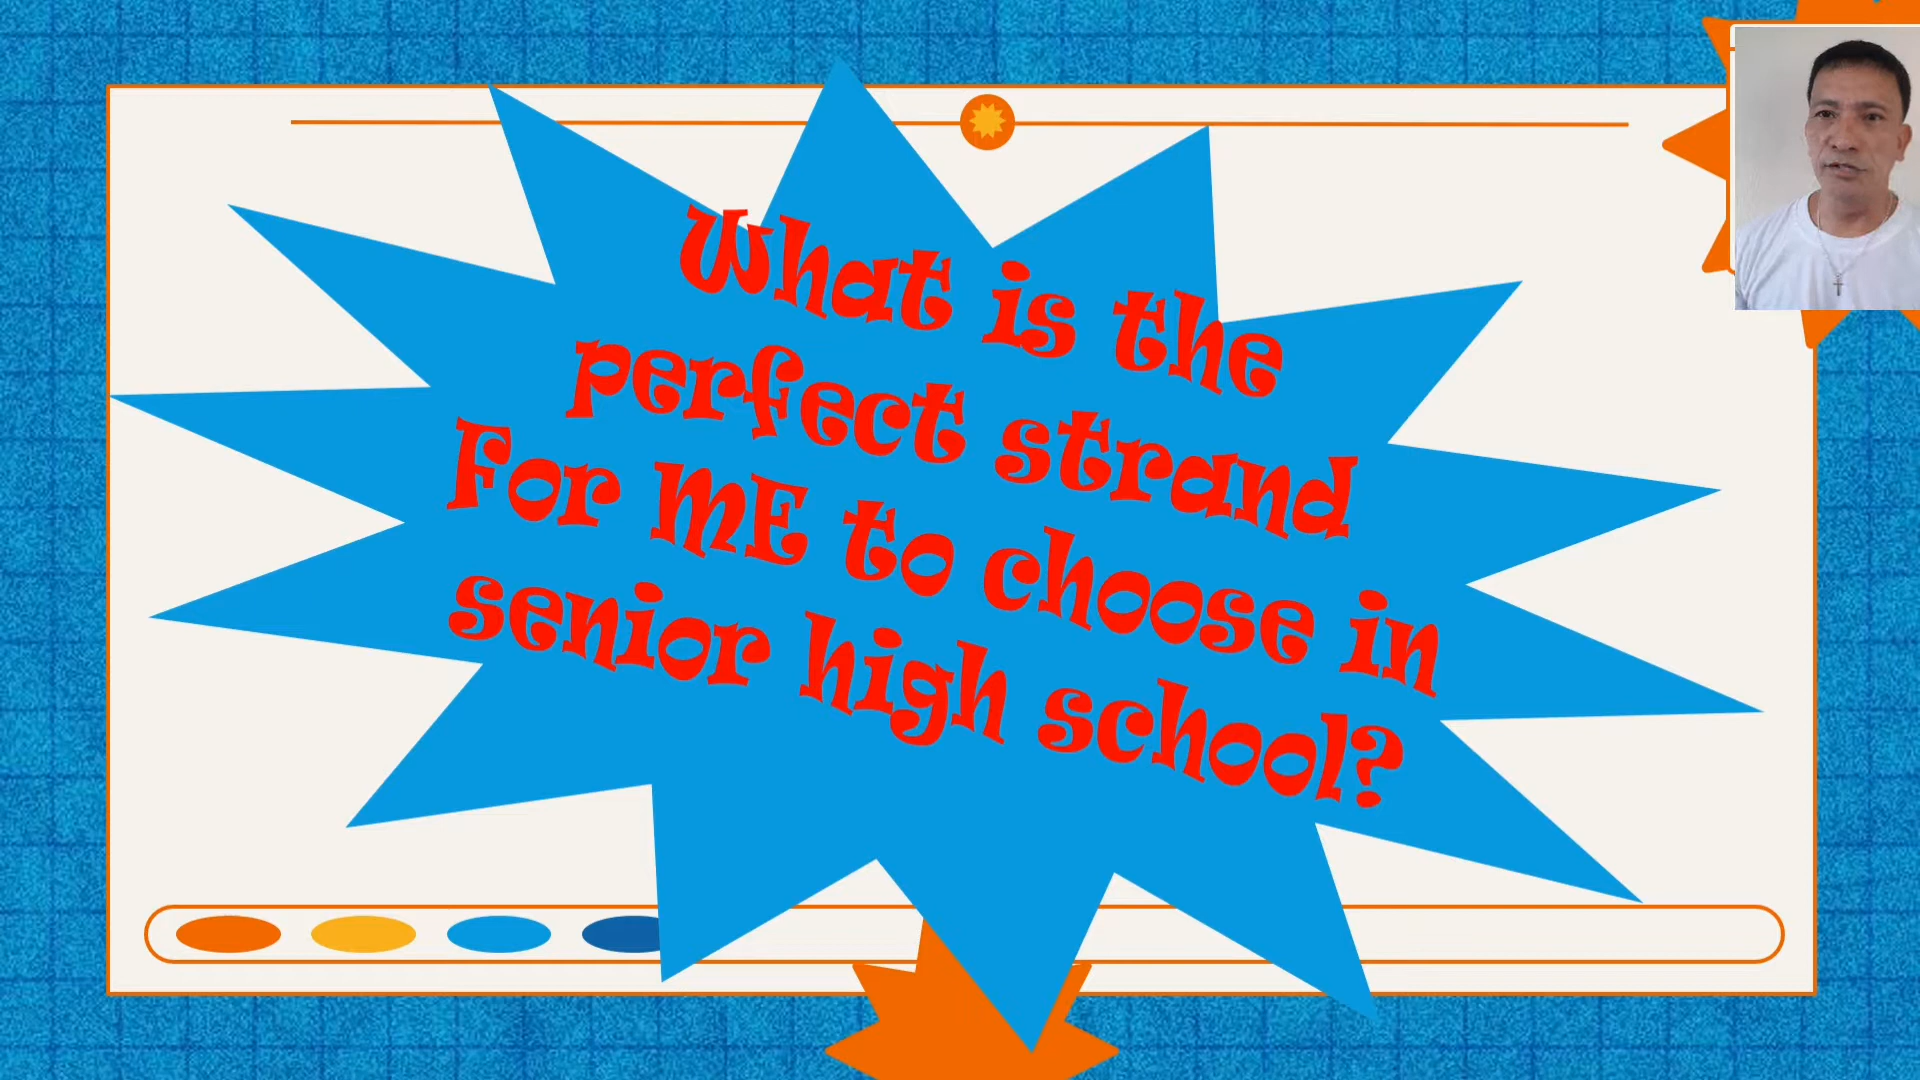 What is the
perfect strand
For ME to choose in
senior high school?